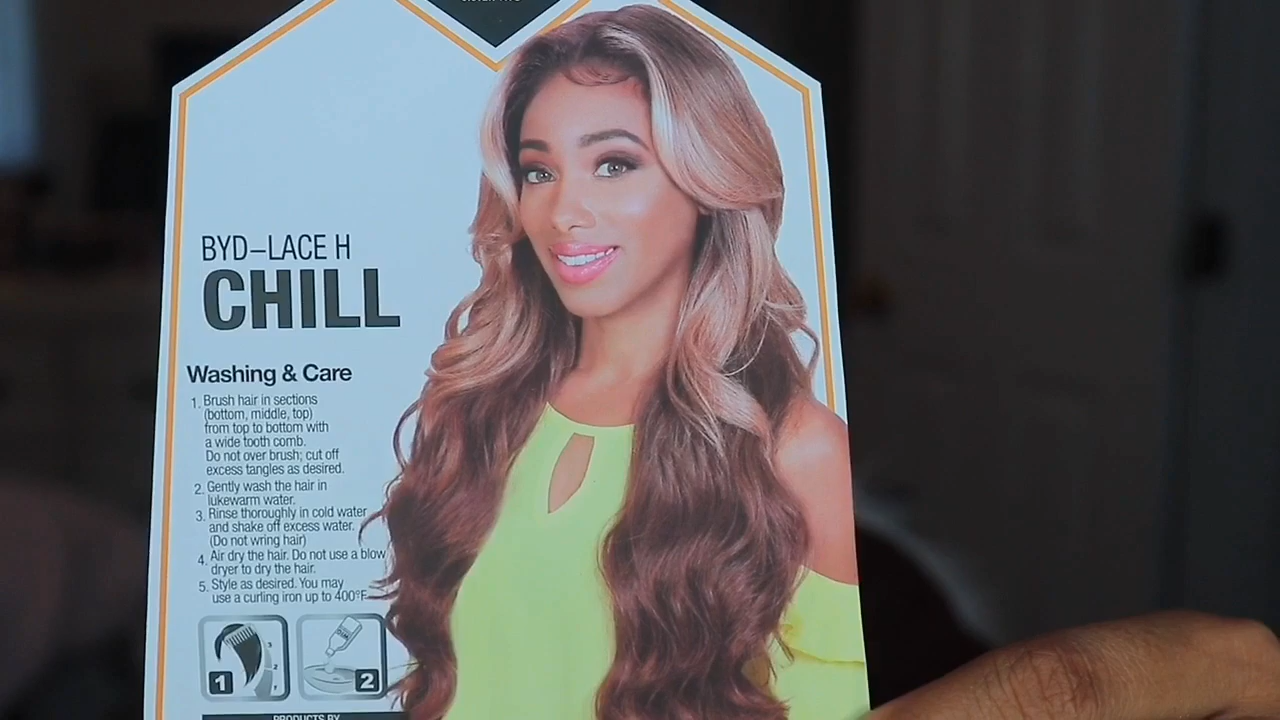 BYD-LACE H
CHILL
Washing & Care
1. Brush hair in sections
(bottom, middle, top)
from top to bottom with
a wide tooth comb.
Do not over brush; cut off
excess tangles as desired.
2. Gently wash the hair in
lukewarm water.
3. Rinse thoroughly in cold water
and shake off excess water.
(Do not wring hair)
4. Air dry the hair. Do not use a blow
dryer to dry the hair.
5. Style as desired. You may
use a curling iron up to 400°F.
1
2
PRODUCTS BY